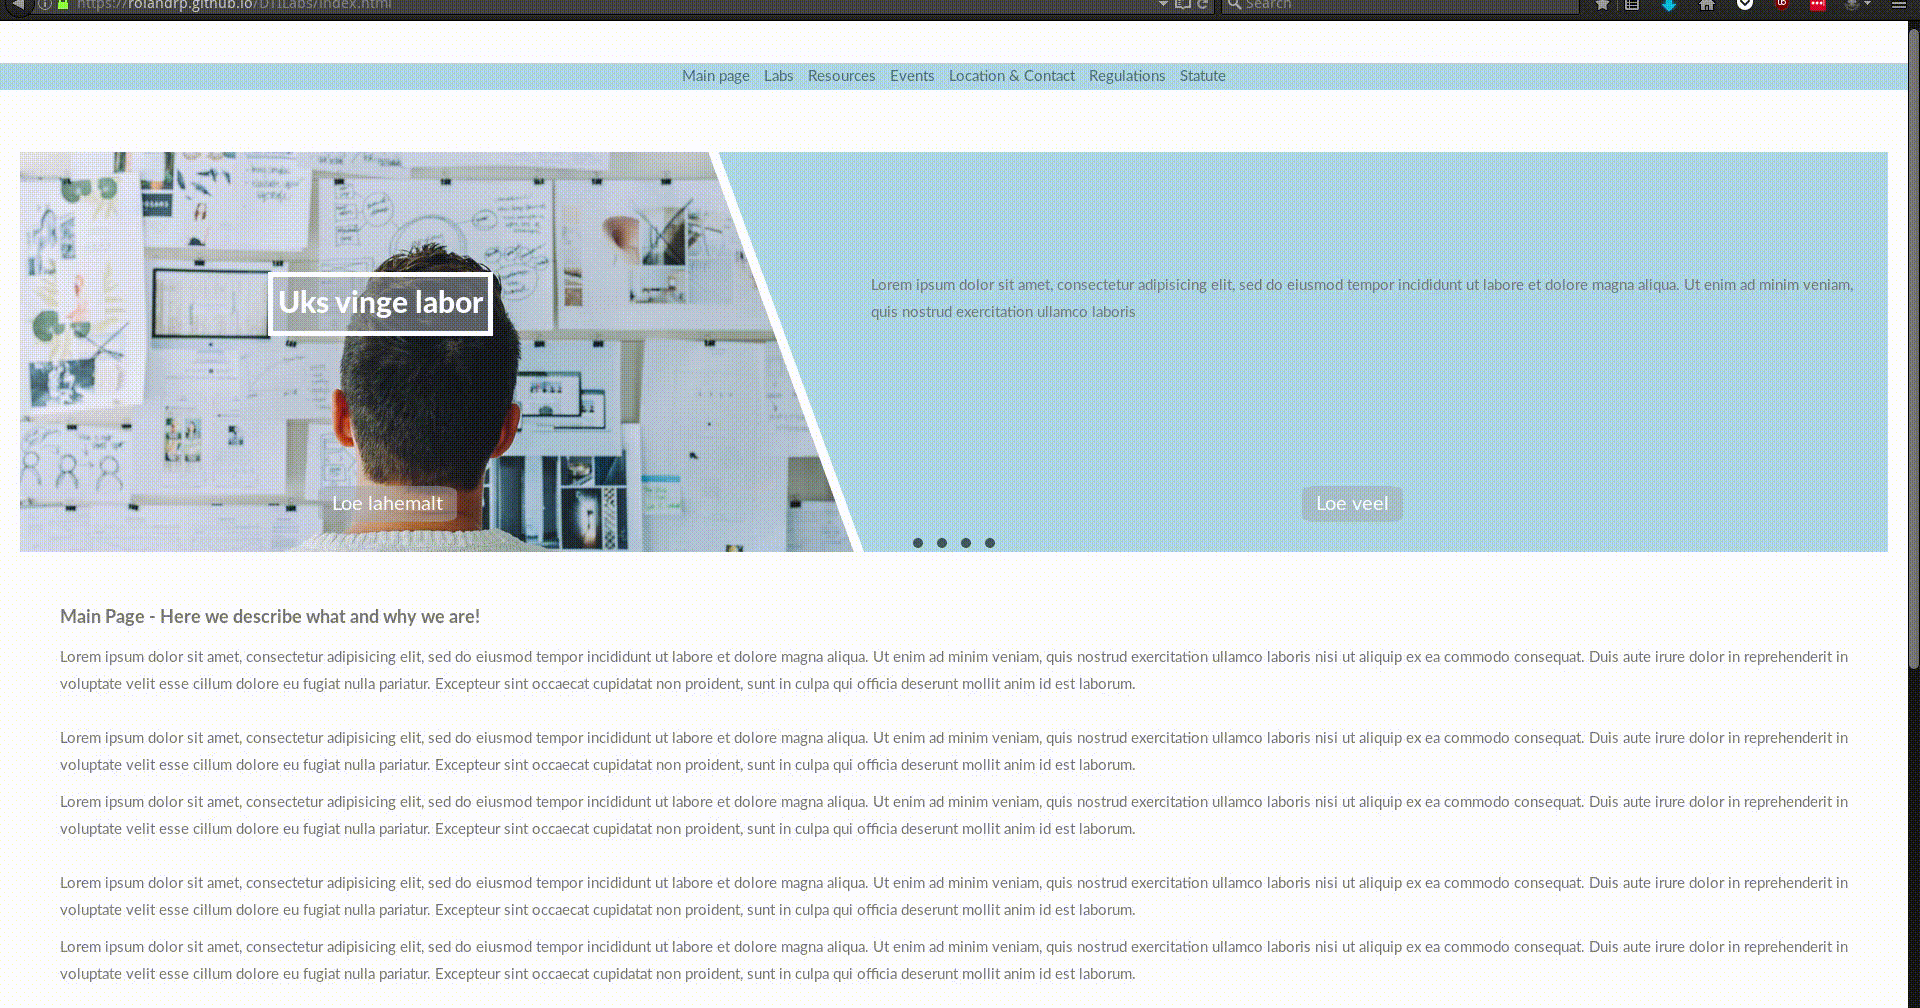 https://rolandrp.github.io/DTILabs/index.html
Search
Main page Labs Resources Events Location & Contact Regulations Statute
Uks vinge labor
Lorem ipsum dolor sit amet, consectetur adipisicing elit, sed do eiusmod tempor incididunt ut labore et dolore magna aliqua. Ut enim ad minim veniam,
quis nostrud exercitation ullamco laboris
Loe lahemalt
Loe veel
Main Page - Here we describe what and why we are!
Lorem ipsum dolor sit amet, consectetur adipisicing elit, sed do eiusmod tempor incididunt ut labore et dolore magna aliqua. Ut enim ad minim veniam, quis nostrud exercitation ullamco laboris nisi ut aliquip ex ea commodo consequat. Duis aute irure dolor in reprehenderit in
voluptate velit esse cillum dolore eu fugiat nulla pariatur. Excepteur sint occaecat cupidatat non proident, sunt in culpa qui officia deserunt mollit anim id est laborum.
Lorem ipsum dolor sit amet, consectetur adipisicing elit, sed do eiusmod tempor incididunt ut labore et dolore magna aliqua. Ut enim ad minim veniam, quis nostrud exercitation ullamco laboris nisi ut aliquip ex ea commodo consequat. Duis aute irure dolor in reprehenderit in
voluptate velit esse cillum dolore eu fugiat nulla pariatur. Excepteur sint occaecat cupidatat non proident, sunt in culpa qui officia deserunt mollit anim id est laborum.
Lorem ipsum dolor sit amet, consectetur adipisicing elit, sed do eiusmod tempor incididunt ut labore et dolore magna aliqua. Ut enim ad minim veniam, quis nostrud exercitation ullamco laboris nisi ut aliquip ex ea commodo consequat. Duis aute irure dolor in reprehenderit in
voluptate velit esse cillum dolore eu fugiat nulla pariatur. Excepteur sint occaecat cupidatat non proident, sunt in culpa qui officia deserunt mollit anim id est laborum.
Lorem ipsum dolor sit amet, consectetur adipisicing elit, sed do eiusmod tempor incididunt ut labore et dolore magna aliqua. Ut enim ad minim veniam, quis nostrud exercitation ullamco laboris nisi ut aliquip ex ea commodo consequat. Duis aute irure dolor in reprehenderit in
voluptate velit esse cillum dolore eu fugiat nulla pariatur. Excepteur sint occaecat cupidatat non proident, sunt in culpa qui officia deserunt mollit anim id est laborum.
Lorem ipsum dolor sit amet, consectetur adipisicing elit, sed do eiusmod tempor incididunt ut labore et dolore magna aliqua. Ut enim ad minim veniam, quis nostrud exercitation ullamco laboris nisi ut aliquip ex ea commodo consequat. Duis aute irure dolor in reprehenderit in
voluptate velit esse cillum dolore eu fugiat nulla pariatur. Excepteur sint occaecat cupidatat non proident, sunt in culpa qui officia deserunt mollit anim id est laborum.